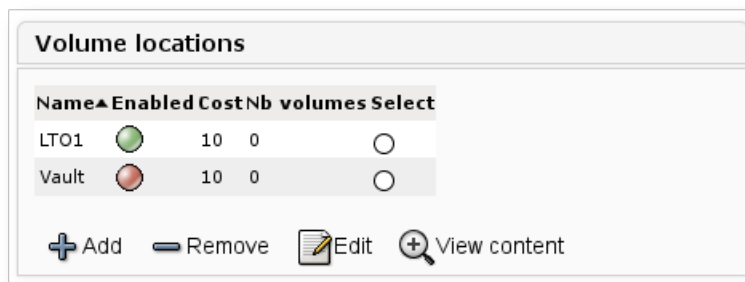 Volume locations
Name▲ Enabled Cost Nb volumes Select
LTO1 10 0
Vault 10 0
Add Remove Edit View content